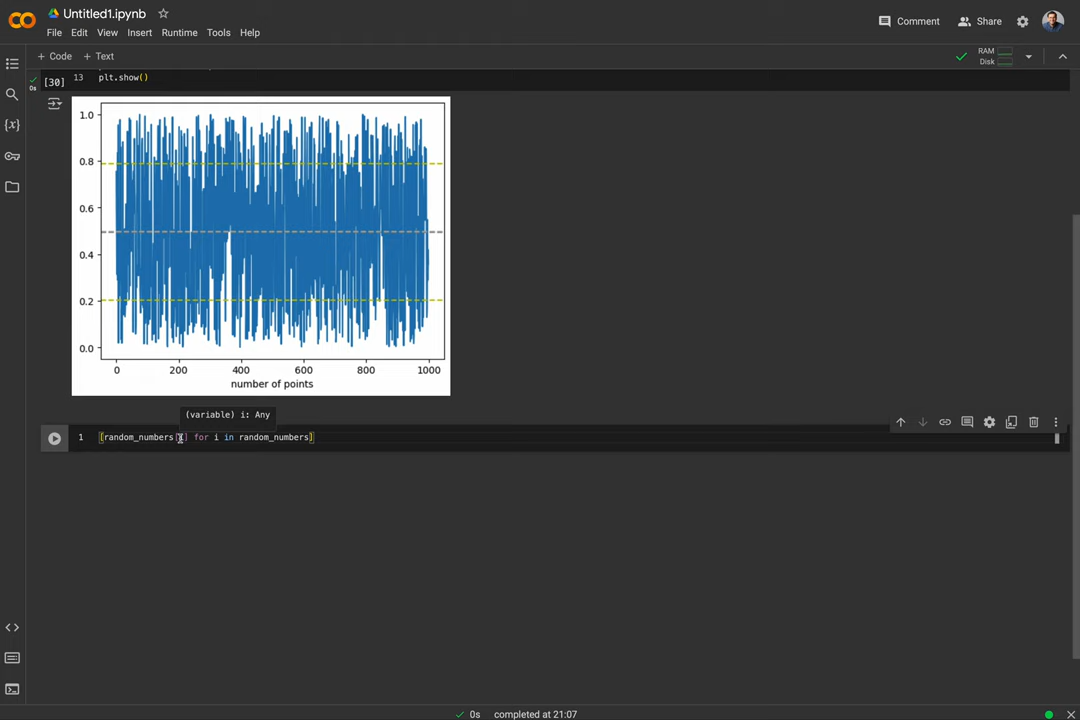 Untitled1.ipynb
File Edit View Insert Runtime Tools Help
Comment
Share
+ Code + Text
RAM
Disk
[30]
0s
13 plt.show()
1.0
0.8
0.6
0.4
0.2
0.0
0 200 400 600 800 1000
number of points
(variable) i: Any
1 [random_numbers[i] for i in random_numbers]
{x}
0s completed at 21:07